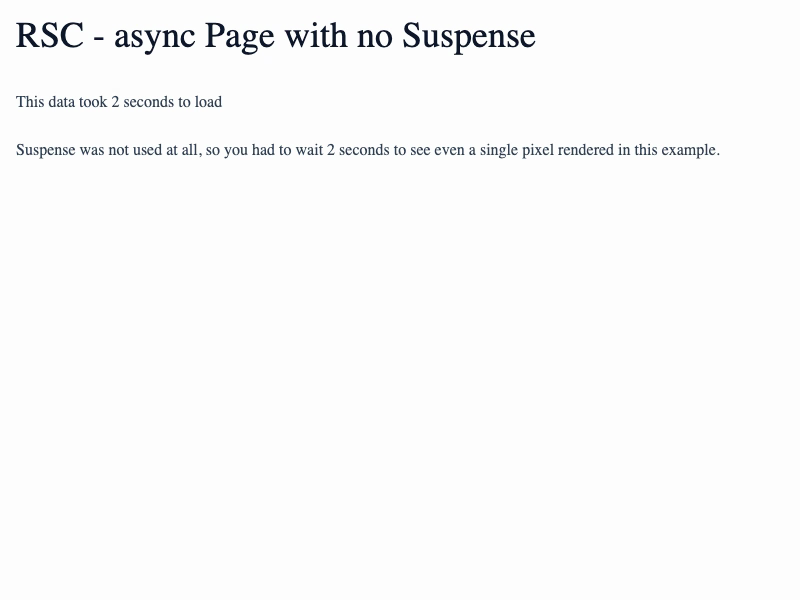 RSC - async Page with no Suspense
This data took 2 seconds to load
Suspense was not used at all, so you had to wait 2 seconds to see even a single pixel rendered in this example.